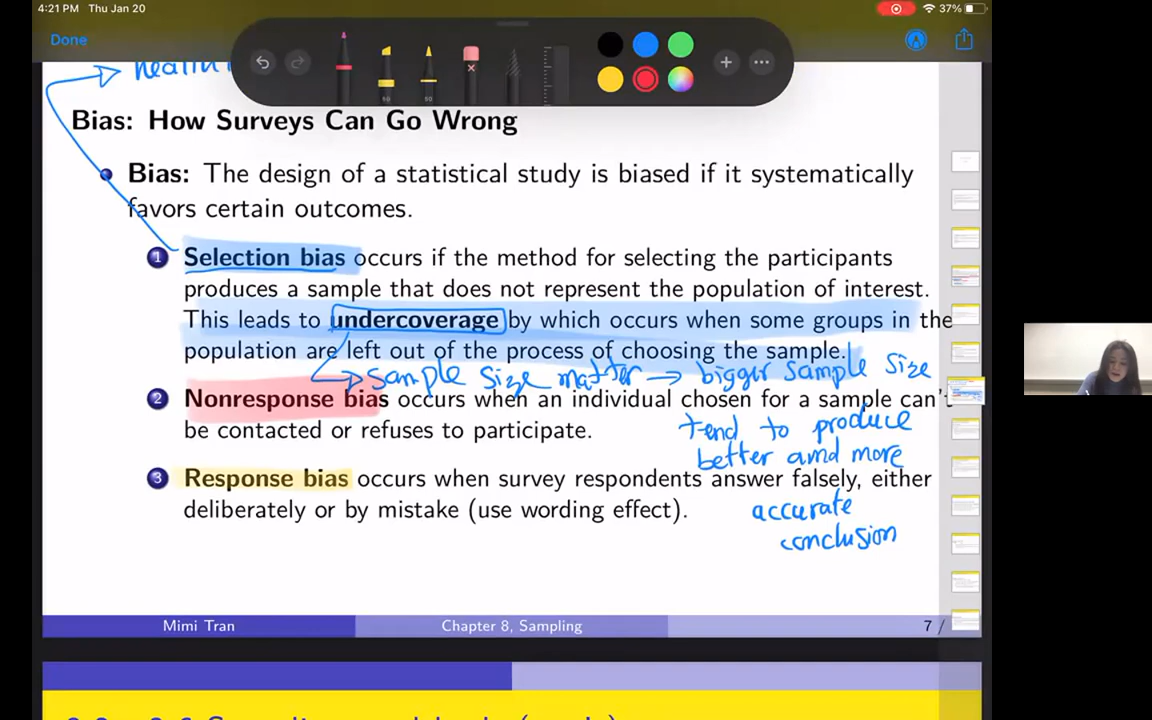 4:21 PM Thu Jan 20
37%
Done
health
Bias: How Surveys Can Go Wrong
Bias: The design of a statistical study is biased if it systematically
favors certain outcomes.
1 Selection bias occurs if the method for selecting the participants
produces a sample that does not represent the population of interest.
This leads to undercoverage by which occurs when some groups in the
population are left out of the process of choosing the sample.
sample size matter → bigger sample size
2 Nonresponse bias occurs when an individual chosen for a sample can't
be contacted or refuses to participate.
tend to produce
better amd more
3 Response bias occurs when survey respondents answer falsely, either
deliberately or by mistake (use wording effect).
accurate
conclusion
Mimi Tran
Chapter 8, Sampling
7 /